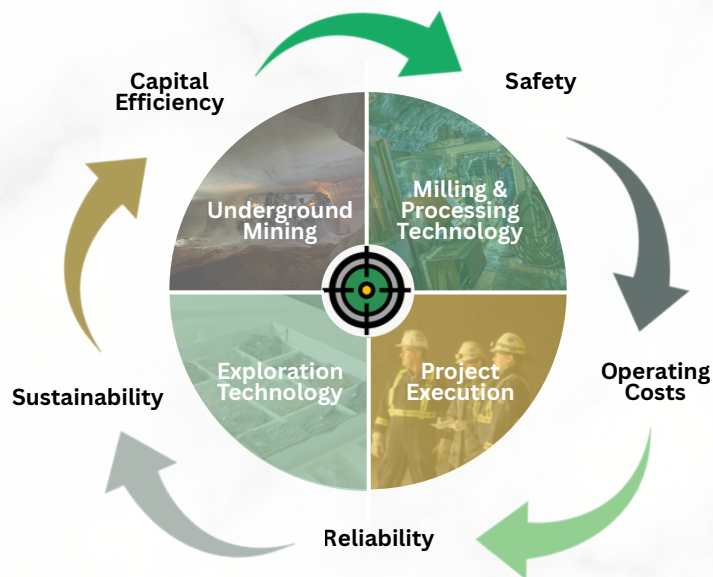 Capital
Efficiency
Safety
Underground
Mining
Milling &
Processing
Technology
Exploration
Technology
Project
Execution
Operating
Costs
Sustainability
Reliability